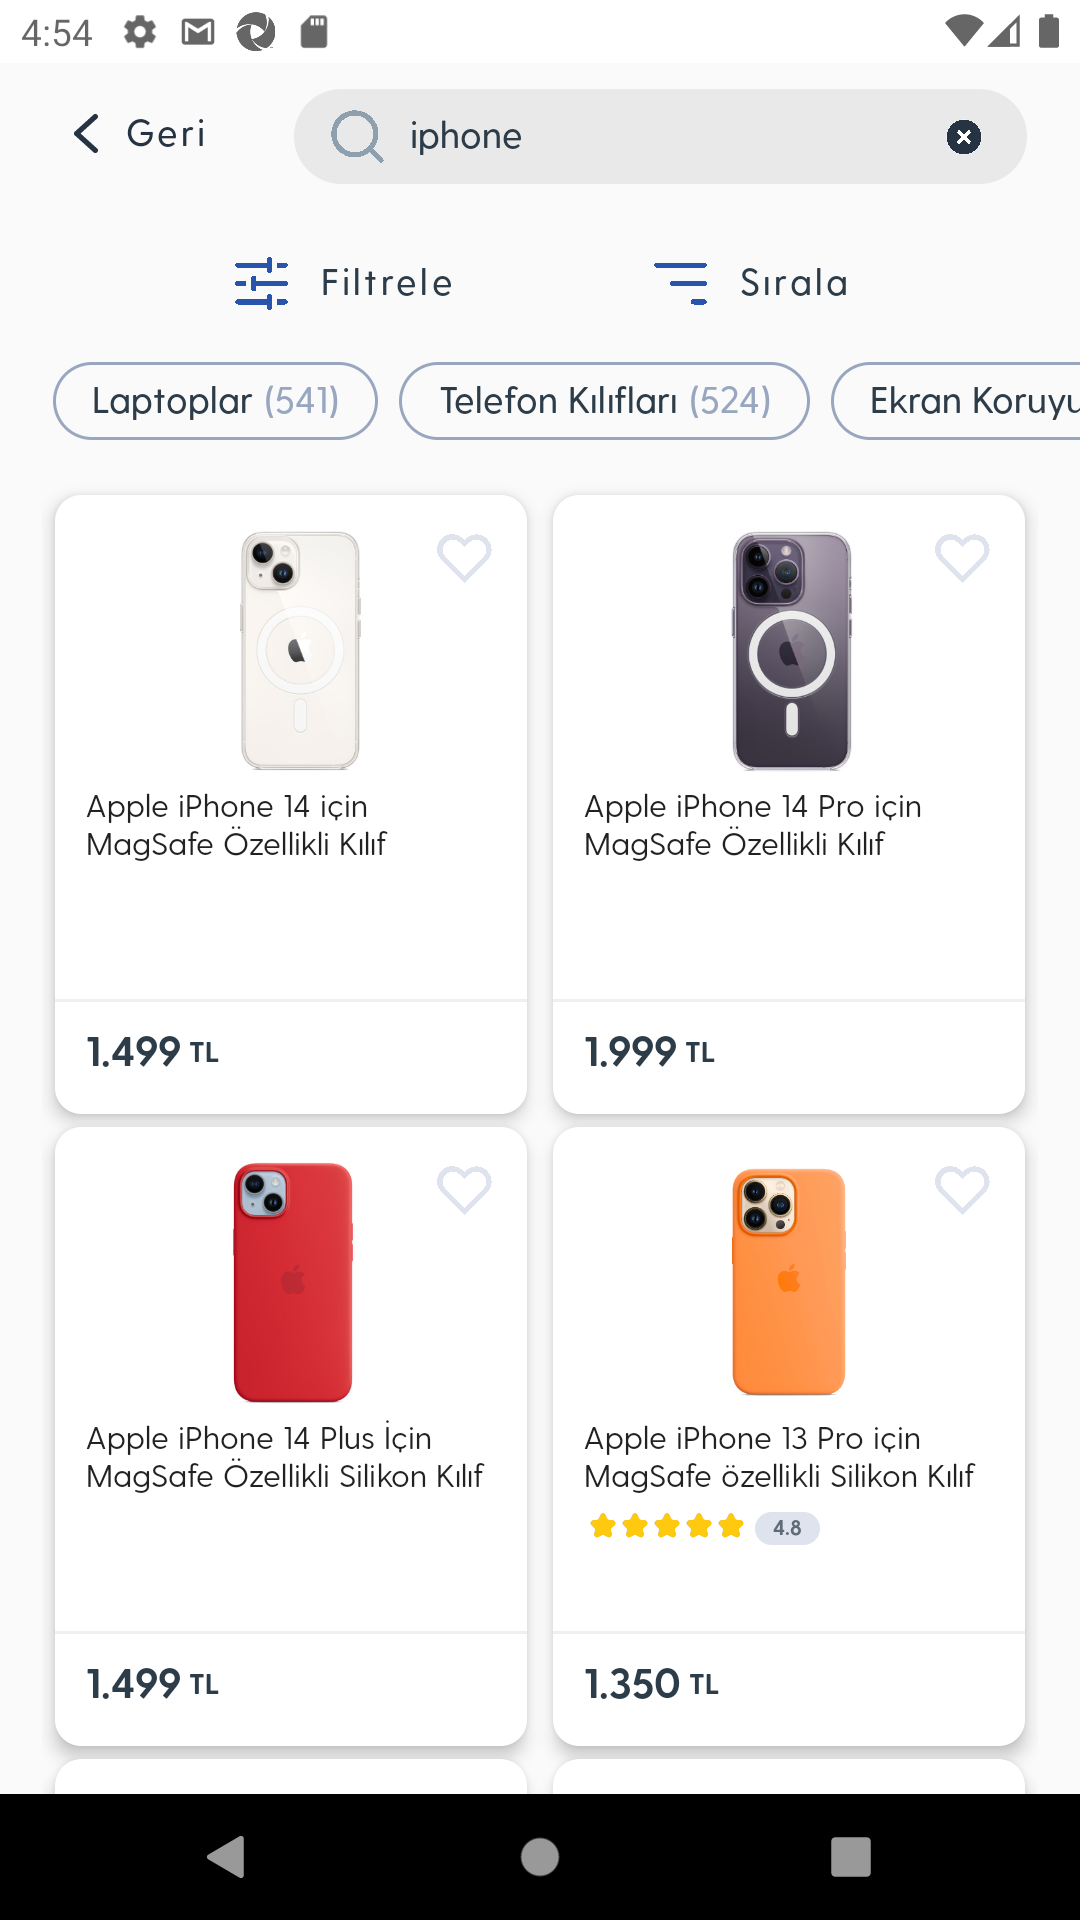 4:54
Geri
iphone
Filtrele
Sırala
Laptoplar (541)
Telefon Kılıfları (524)
Ekran Koruyu
Apple iPhone 14 için
MagSafe Özellikli Kılıf
1.499 TL
Apple iPhone 14 Pro için
MagSafe Özellikli Kılıf
1.999 TL
Apple iPhone 14 Plus İçin
MagSafe Özellikli Silikon Kılıf
1.499 TL
Apple iPhone 13 Pro için
MagSafe özellikli Silikon Kılıf
4.8
1.350 TL